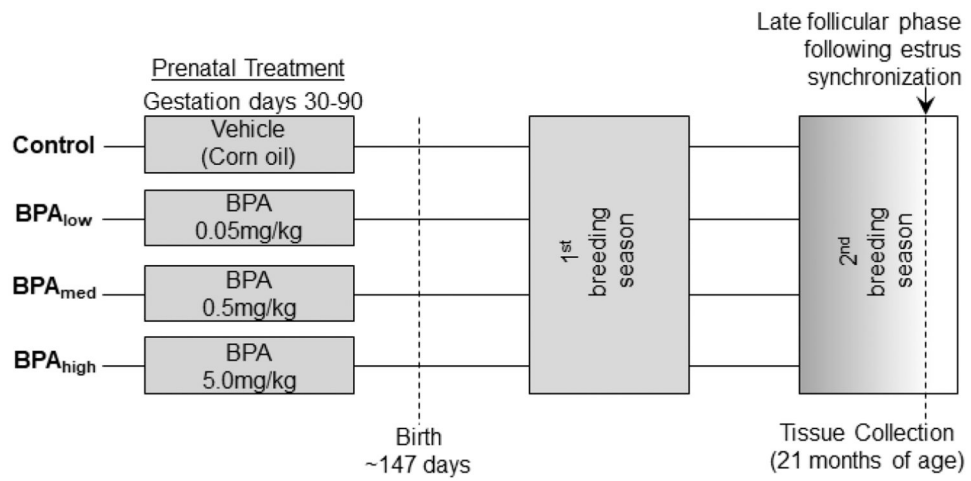 Late follicular phase
following estrus
synchronization
Prenatal Treatment
Gestation days 30-90
Control
Vehicle
(Corn oil)
BPAlow
BPA
0.05mg/kg
BPAmed
BPA
0.5mg/kg
BPAhigh
BPA
5.0mg/kg
1st
breeding
season
2nd
breeding
season
Birth
~147 days
Tissue Collection
(21 months of age)